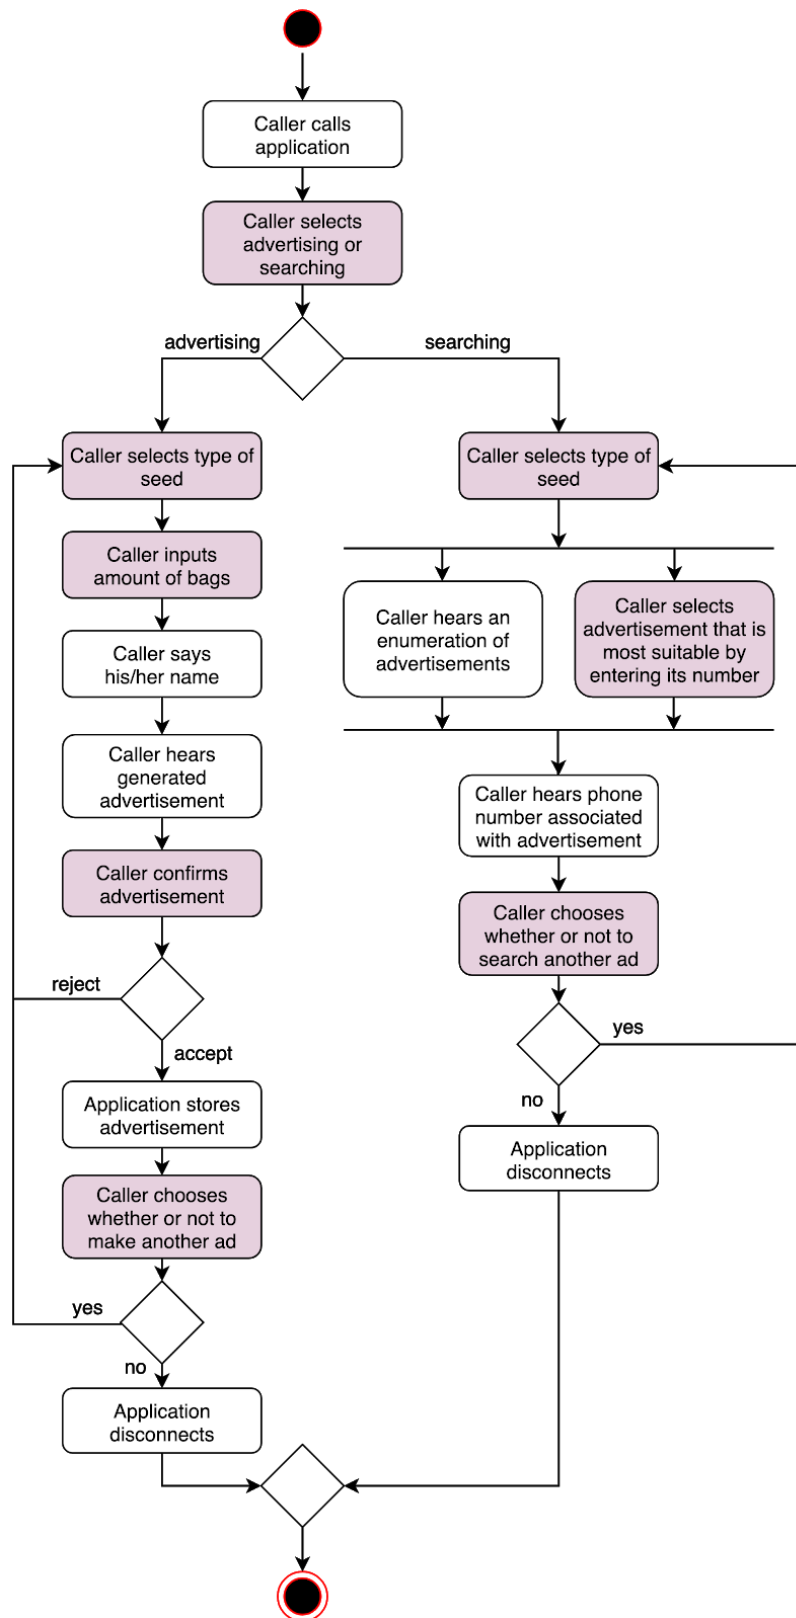 Caller calls
application
Caller selects
advertising or
searching
advertising
searching
Caller selects type of
seed
Caller inputs
amount of bags
Caller says
his/her name
Caller hears
generated
advertisement
Caller confirms
advertisement
reject
accept
Application stores
advertisement
Caller chooses
whether or not to
make another ad
yes
no
Application
disconnects
Caller selects type of
seed
Caller hears an
enumeration of
advertisements
Caller selects
advertisement that is
most suitable by
entering its number
Caller hears phone
number associated
with advertisement
Caller chooses
whether or not to
search another ad
yes
no
Application
disconnects